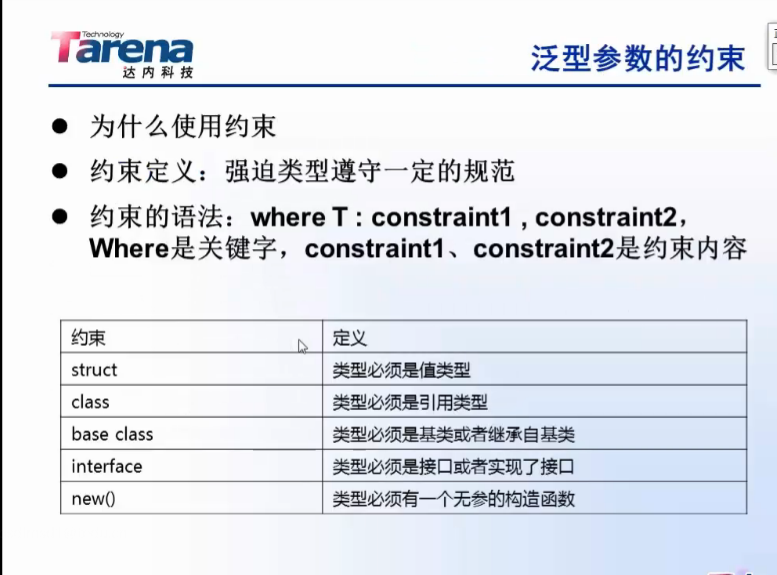 Technology
Tarena
达内科技
泛型参数的约束
● 为什么使用约束
● 约束定义：强迫类型遵守一定的规范
● 约束的语法：where T : constraint1 , constraint2，
Where是关键字，constraint1、constraint2是约束内容
约束 定义
struct 类型必须是值类型
class 类型必须是引用类型
base class 类型必须是基类或者继承自基类
interface 类型必须是接口或者实现了接口
new() 类型必须有一个无参的构造函数